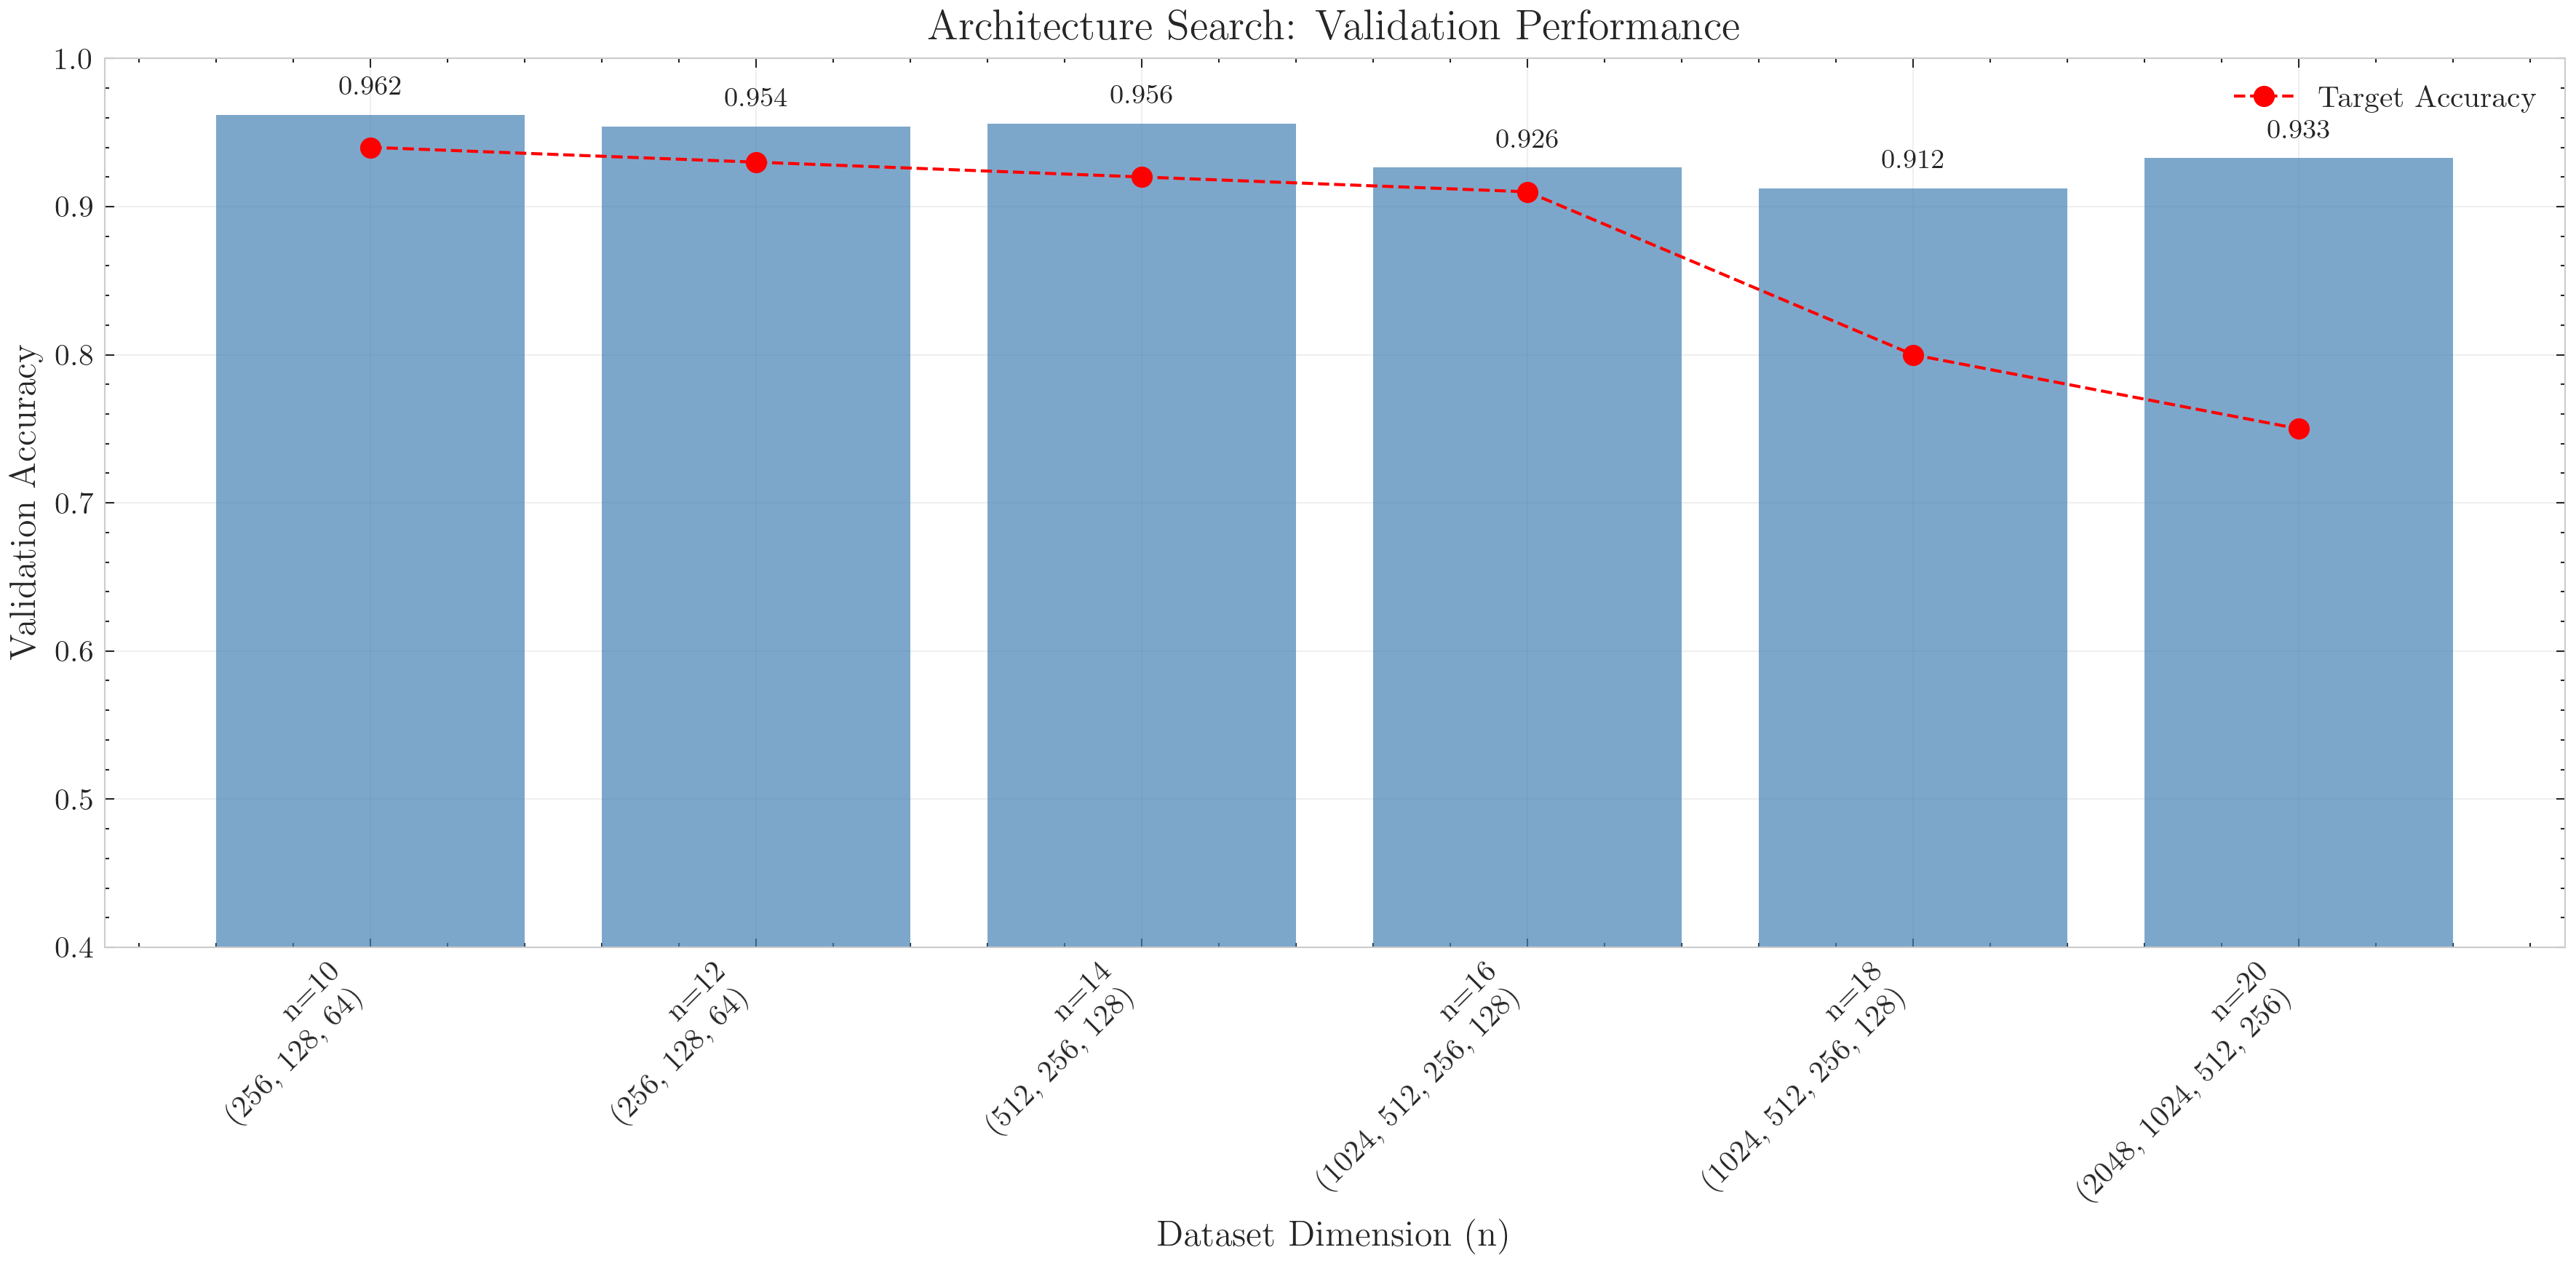 Architecture Search: Validation Performance
Target Accuracy
Validation Accuracy
1.0
0.9
0.8
0.7
0.6
0.5
0.4
0.962
0.954
0.956
0.926
0.912
0.933
n=10
(256, 128, 64)
n=12
(256, 128, 64)
n=14
(512, 256, 128)
n=16
(1024, 512, 256, 128)
n=18
(1024, 512, 256, 128)
n=20
(2048, 1024, 512, 256)
Dataset Dimension (n)